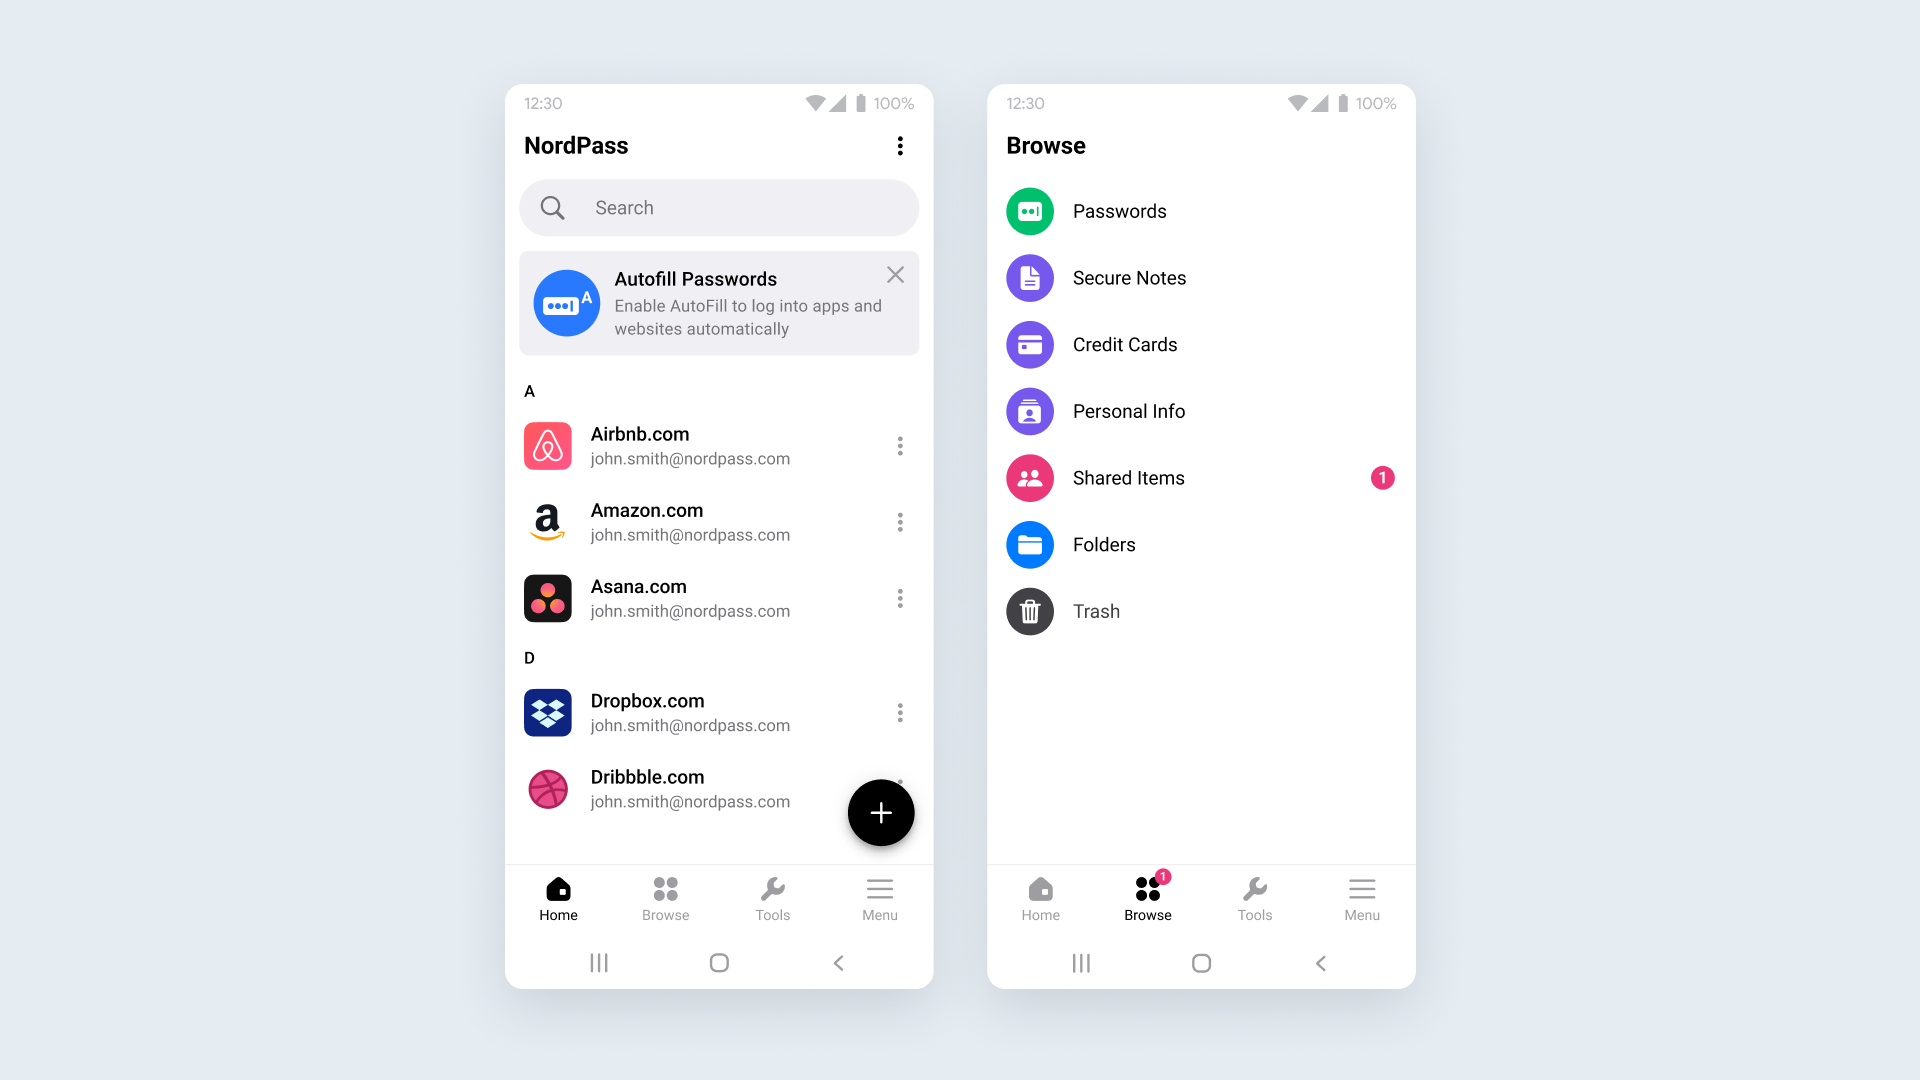 12:30
100%
NordPass
Search
A
Autofill Passwords
Enable AutoFill to log into apps and
websites automatically
A
Airbnb.com
john.smith@nordpass.com
a
Amazon.com
john.smith@nordpass.com
Asana.com
john.smith@nordpass.com
D
Dropbox.com
john.smith@nordpass.com
Dribbble.com
john.smith@nordpass.com
Home
Browse
Tools
Menu
12:30
100%
Browse
Passwords
Secure Notes
Credit Cards
Personal Info
Shared Items
1
Folders
Trash
1
Home
Browse
Tools
Menu